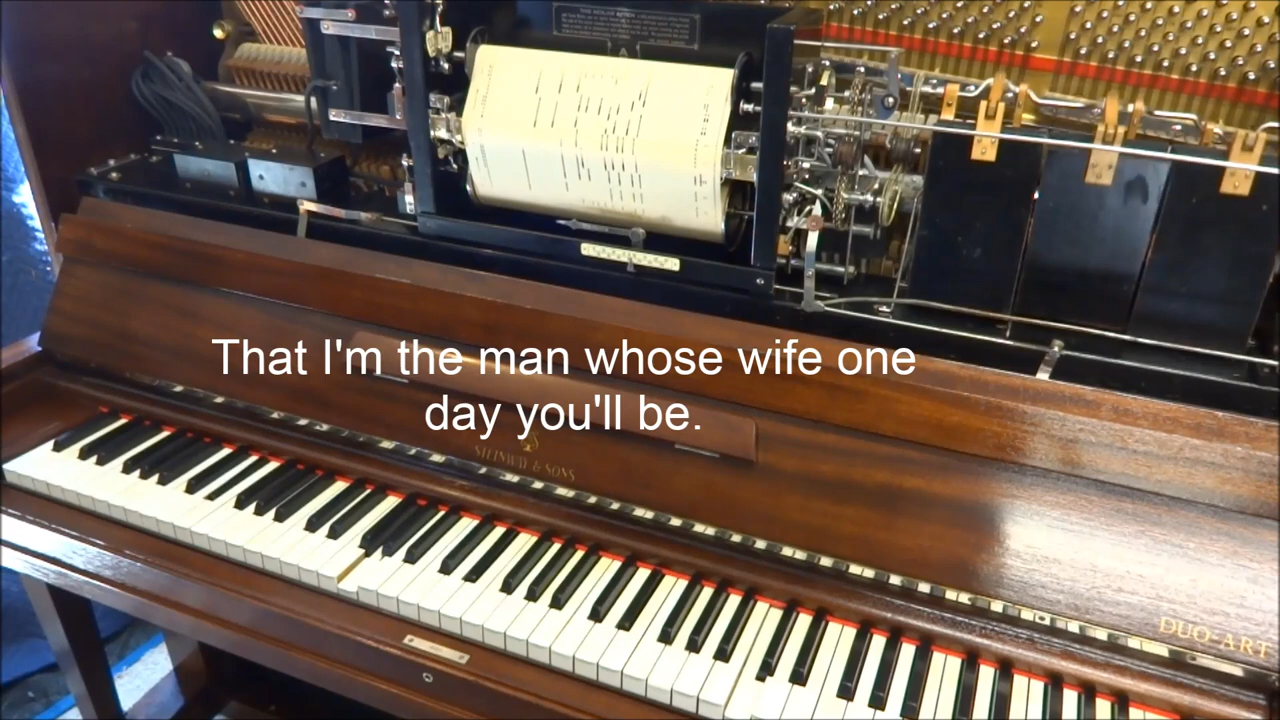 That I'm the man whose wife one
day you'll be.
STEINWAY & SONS
DUO-ART